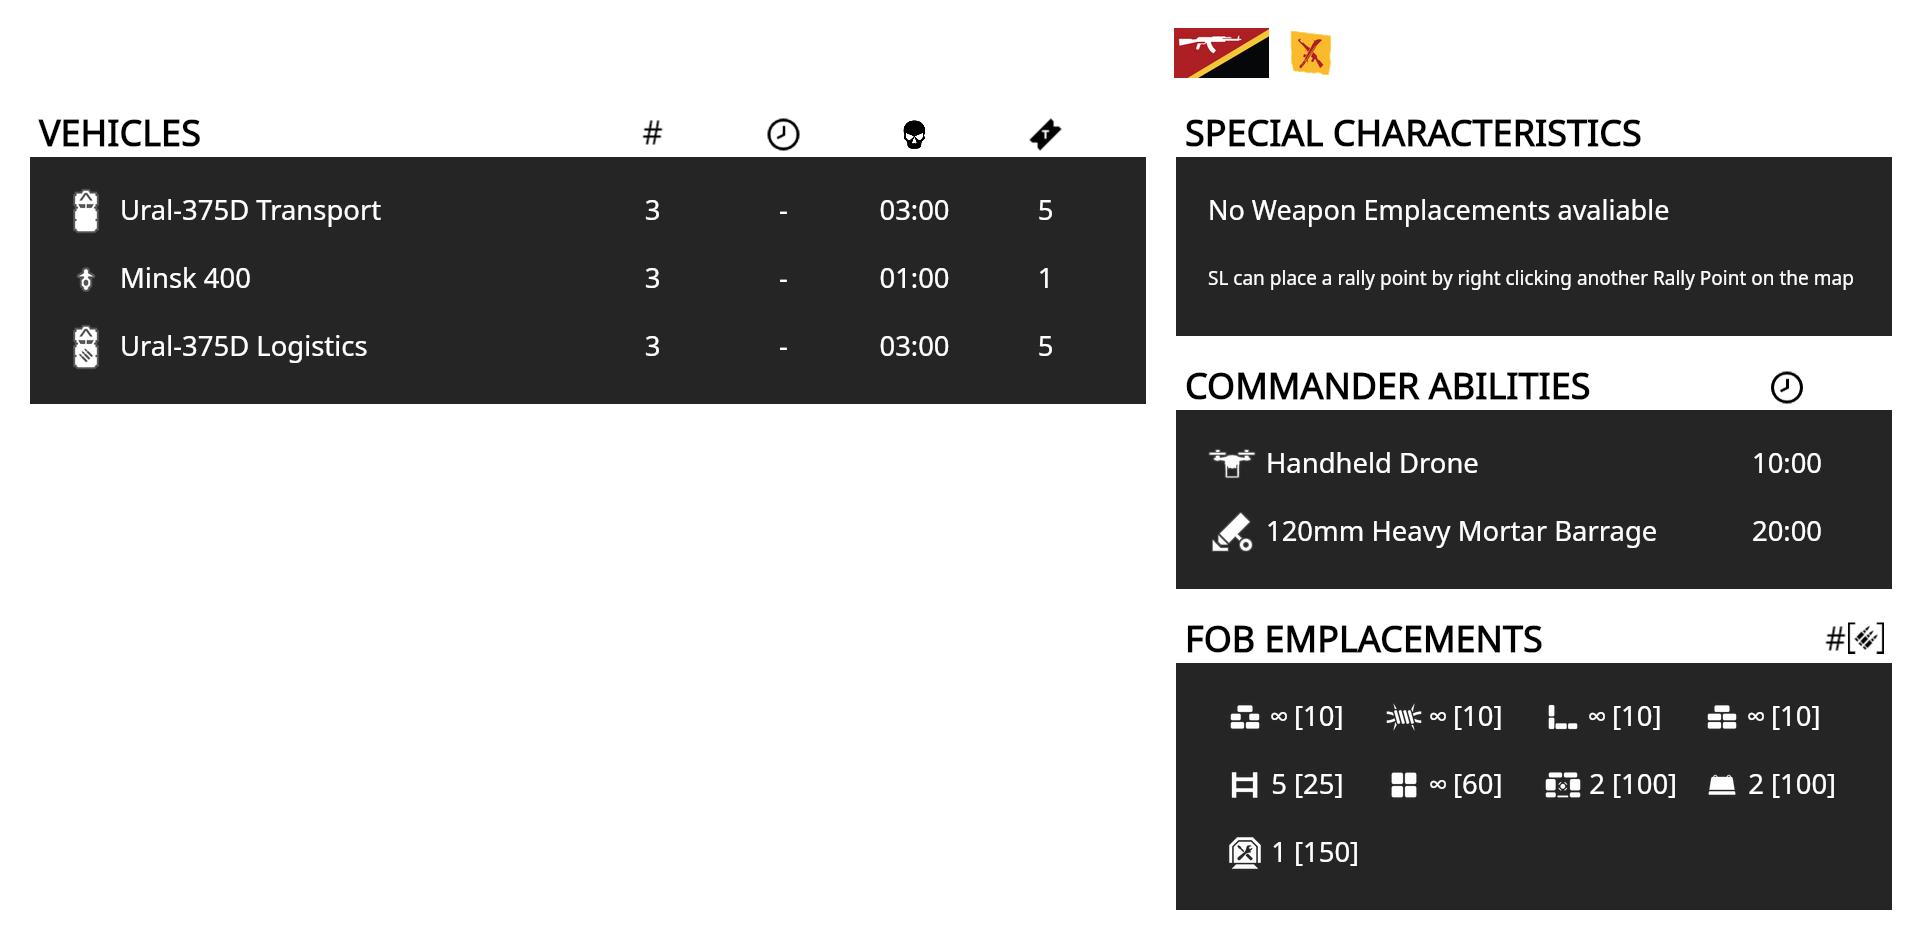 VEHICLES #
T
Ural-375D Transport 3 - 03:00 5
Minsk 400 3 - 01:00 1
Ural-375D Logistics 3 - 03:00 5
SPECIAL CHARACTERISTICS
No Weapon Emplacements avaliable
SL can place a rally point by right clicking another Rally Point on the map
COMMANDER ABILITIES
Handheld Drone 10:00
120mm Heavy Mortar Barrage 20:00
FOB EMPLACEMENTS #[]
∞ [10] ∞ [10] ∞ [10] ∞ [10]
5 [25] ∞ [60] 2 [100] 2 [100]
1 [150]